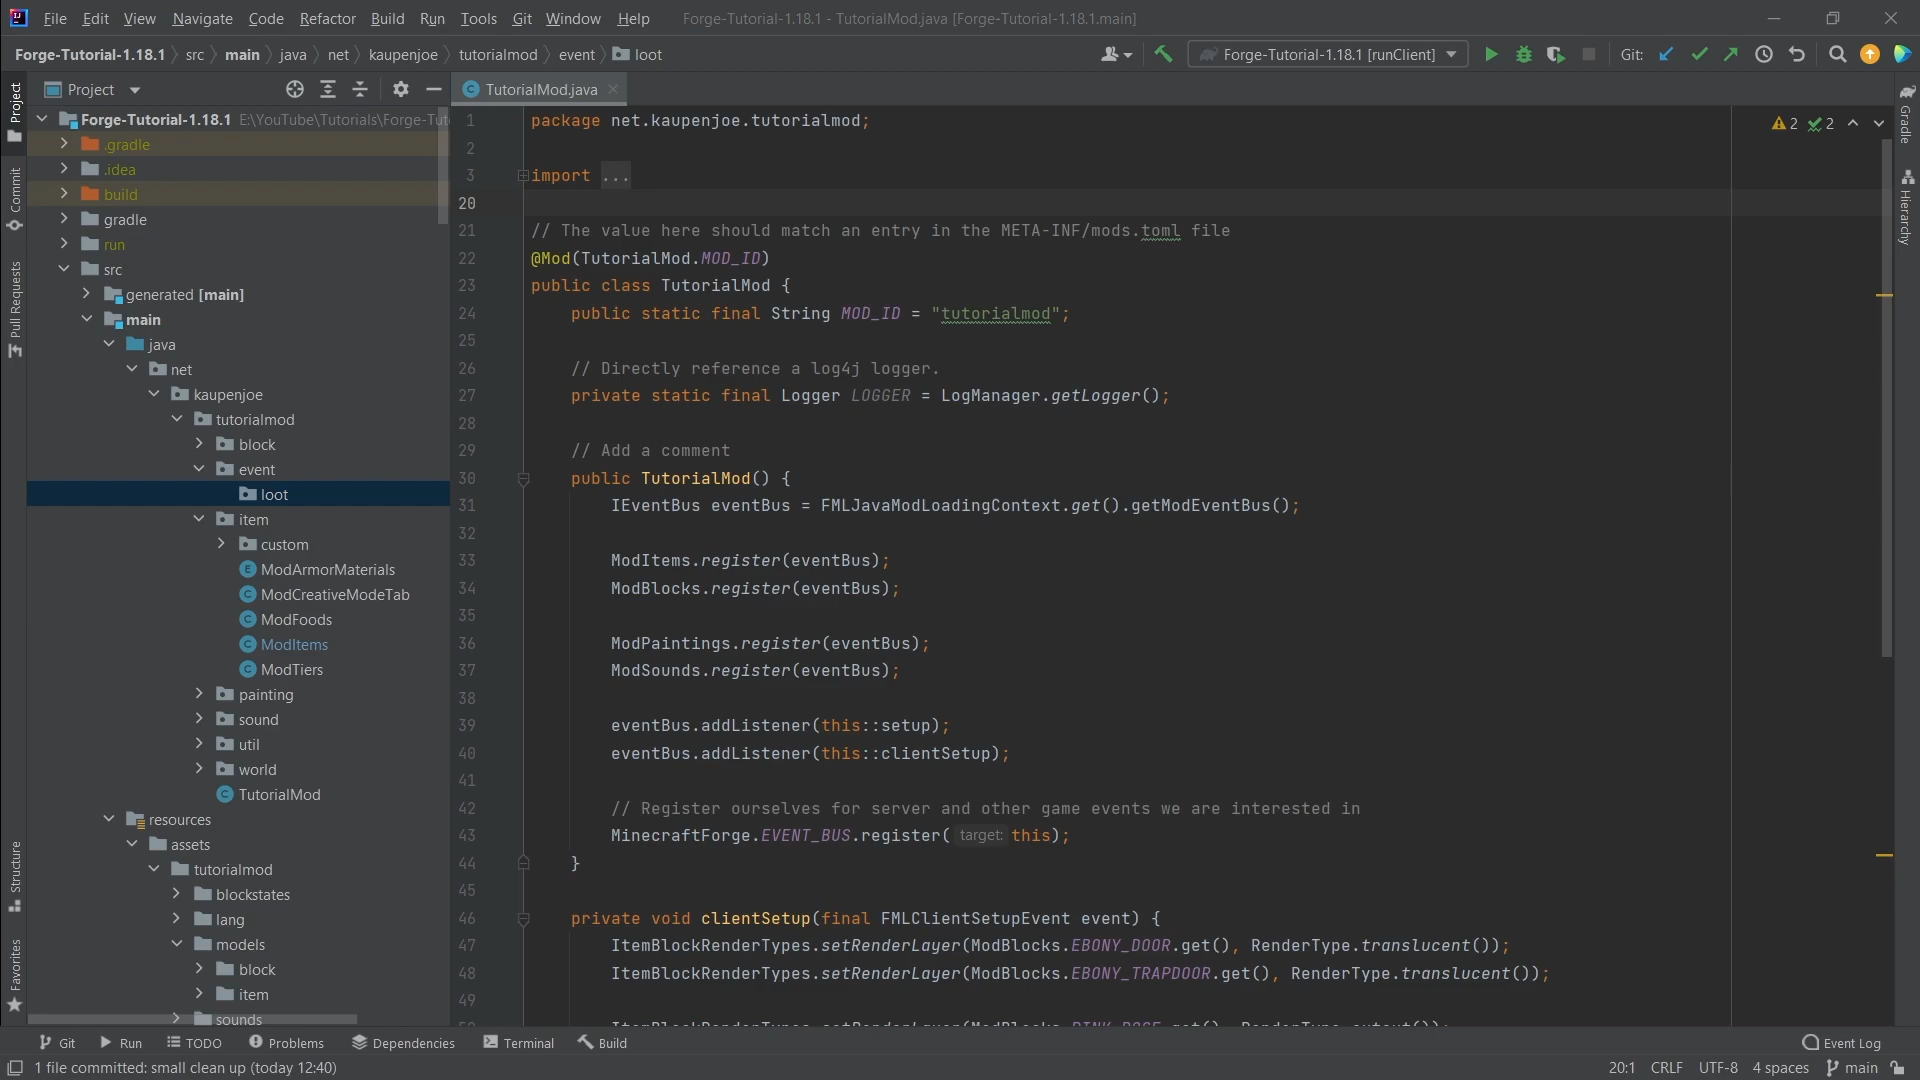 File Edit View Navigate Code Refactor Build Run Tools Git Window Help Forge-Tutorial-1.18.1 - TutorialMod.java [Forge-Tutorial-1.18.1.main]
Forge-Tutorial-1.18.1 src main java net kaupenjoe tutorialmod event loot Forge-Tutorial-1.18.1 [runClient] Git:
Project
TutorialMod.java
Project
Commit
Pull Requests
Structure
Favorites
Forge-Tutorial-1.18.1 E:\YouTube\Tutorials\Forge-Tut
.gradle
.idea
build
gradle
run
src
generated [main]
main
java
net
kaupenjoe
tutorialmod
block
event
loot
item
custom
ModArmorMaterials
ModCreativeModeTab
ModFoods
ModItems
ModTiers
painting
sound
util
world
TutorialMod
resources
assets
tutorialmod
blockstates
lang
models
block
item
sounds
1 package net.kaupenjoe.tutorialmod;
2
3 import ...
20
21 // The value here should match an entry in the META-INF/mods.toml file
22 @Mod(TutorialMod.MOD_ID)
23 public class TutorialMod {
24 public static final String MOD_ID = "tutorialmod";
25
26 // Directly reference a log4j logger.
27 private static final Logger LOGGER = LogManager.getLogger();
28
29 // Add a comment
30 public TutorialMod() {
31 IEventBus eventBus = FMLJavaModLoadingContext.get().getModEventBus();
32
33 ModItems.register(eventBus);
34 ModBlocks.register(eventBus);
35
36 ModPaintings.register(eventBus);
37 ModSounds.register(eventBus);
38
39 eventBus.addListener(this::setup);
40 eventBus.addListener(this::clientSetup);
41
42 // Register ourselves for server and other game events we are interested in
43 MinecraftForge.EVENT_BUS.register( target: this);
44 }
45
46 private void clientSetup(final FMLClientSetupEvent event) {
47 ItemBlockRenderTypes.setRenderLayer(ModBlocks.EBONY_DOOR.get(), RenderType.translucent());
48 ItemBlockRenderTypes.setRenderLayer(ModBlocks.EBONY_TRAPDOOR.get(), RenderType.translucent());
49
2 2
Gradle
Hierarchy
Git Run TODO Problems Dependencies Terminal Build Event Log
1 file committed: small clean up (today 12:40) 20:1 CRLF UTF-8 4 spaces main